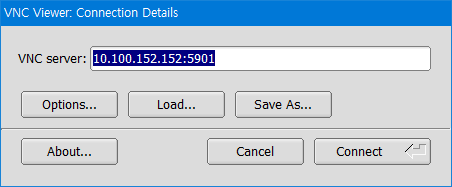 VNC Viewer: Connection Details
VNC server: 10.100.152.152:5901
Options... Load... Save As...
About... Cancel Connect